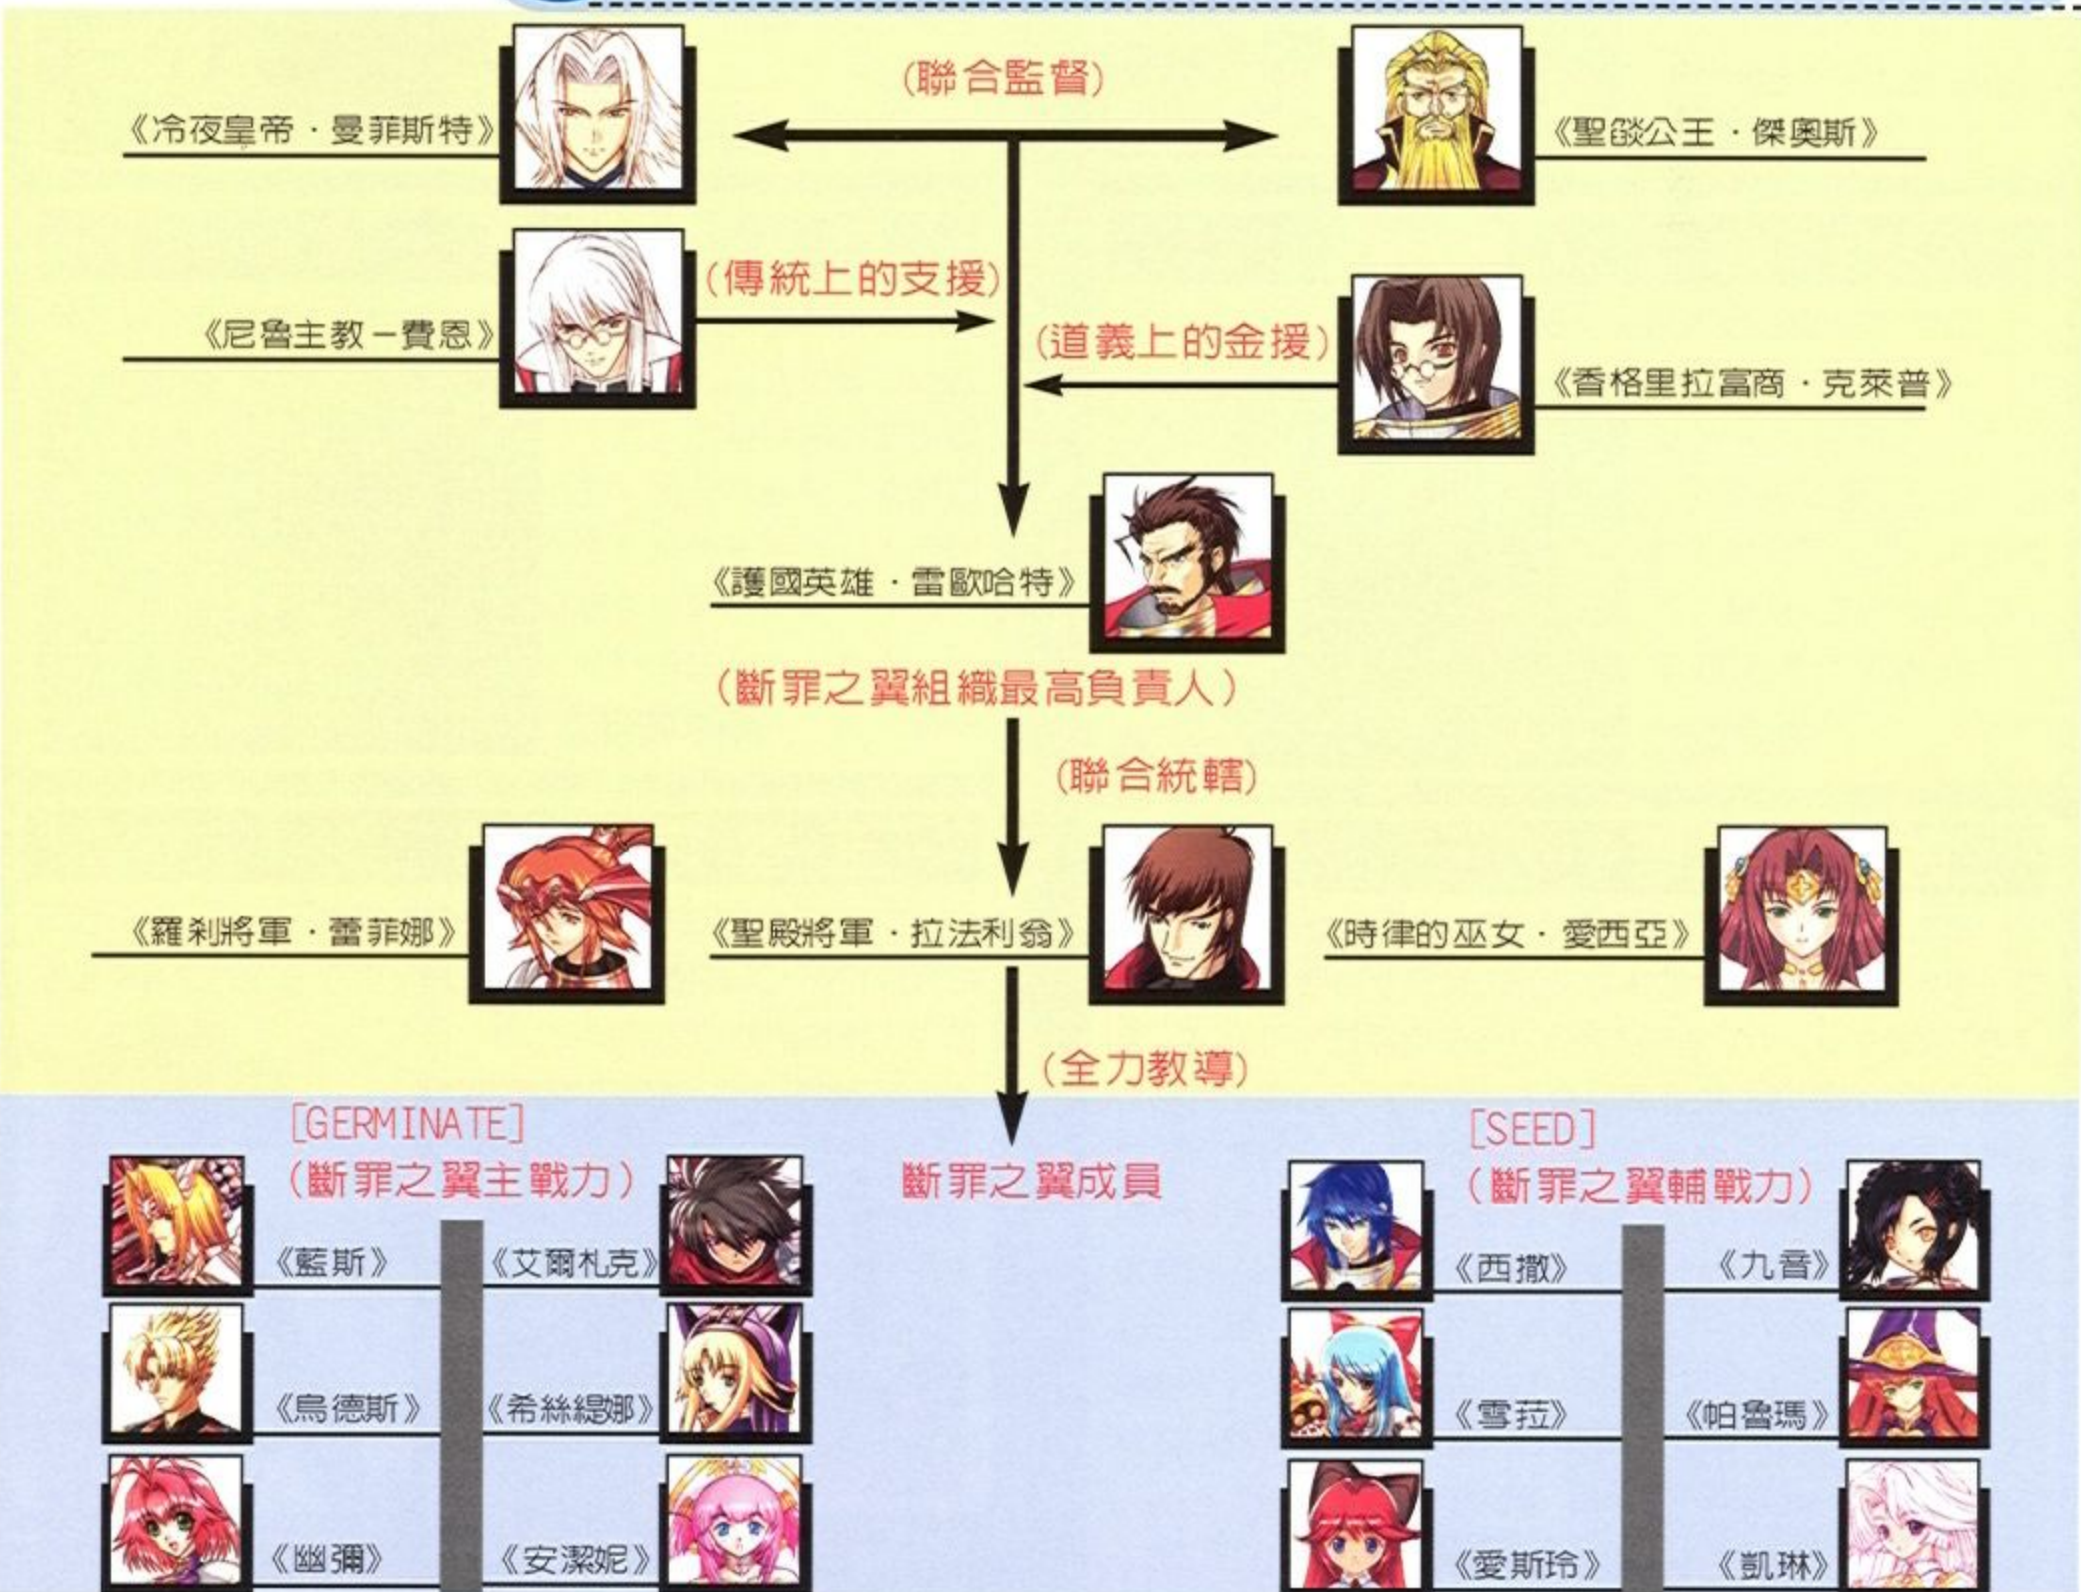 (聯合監督)
《冷夜皇帝．曼菲斯特》
《聖燄公王．傑奧斯》
(傳統上的支援)
《尼魯主教－費恩》
(道義上的金援)
《香格里拉富商．克萊普》
《護國英雄．雷歐哈特》
(斷罪之翼組織最高負責人)
(聯合統轄)
《羅剎將軍．蕾菲娜》
《聖殿將軍．拉法利翁》
《時律的巫女．愛西亞》
(全力教導)
[GERMINATE]
(斷罪之翼主戰力)
《藍斯》
《艾爾札克》
《烏德斯》
《希絲緹娜》
《幽彌》
《安潔妮》
斷罪之翼成員
[SEED]
(斷罪之翼輔戰力)
《西撒》
《九音》
《雪菈》
《帕魯瑪》
《愛斯玲》
《凱琳》